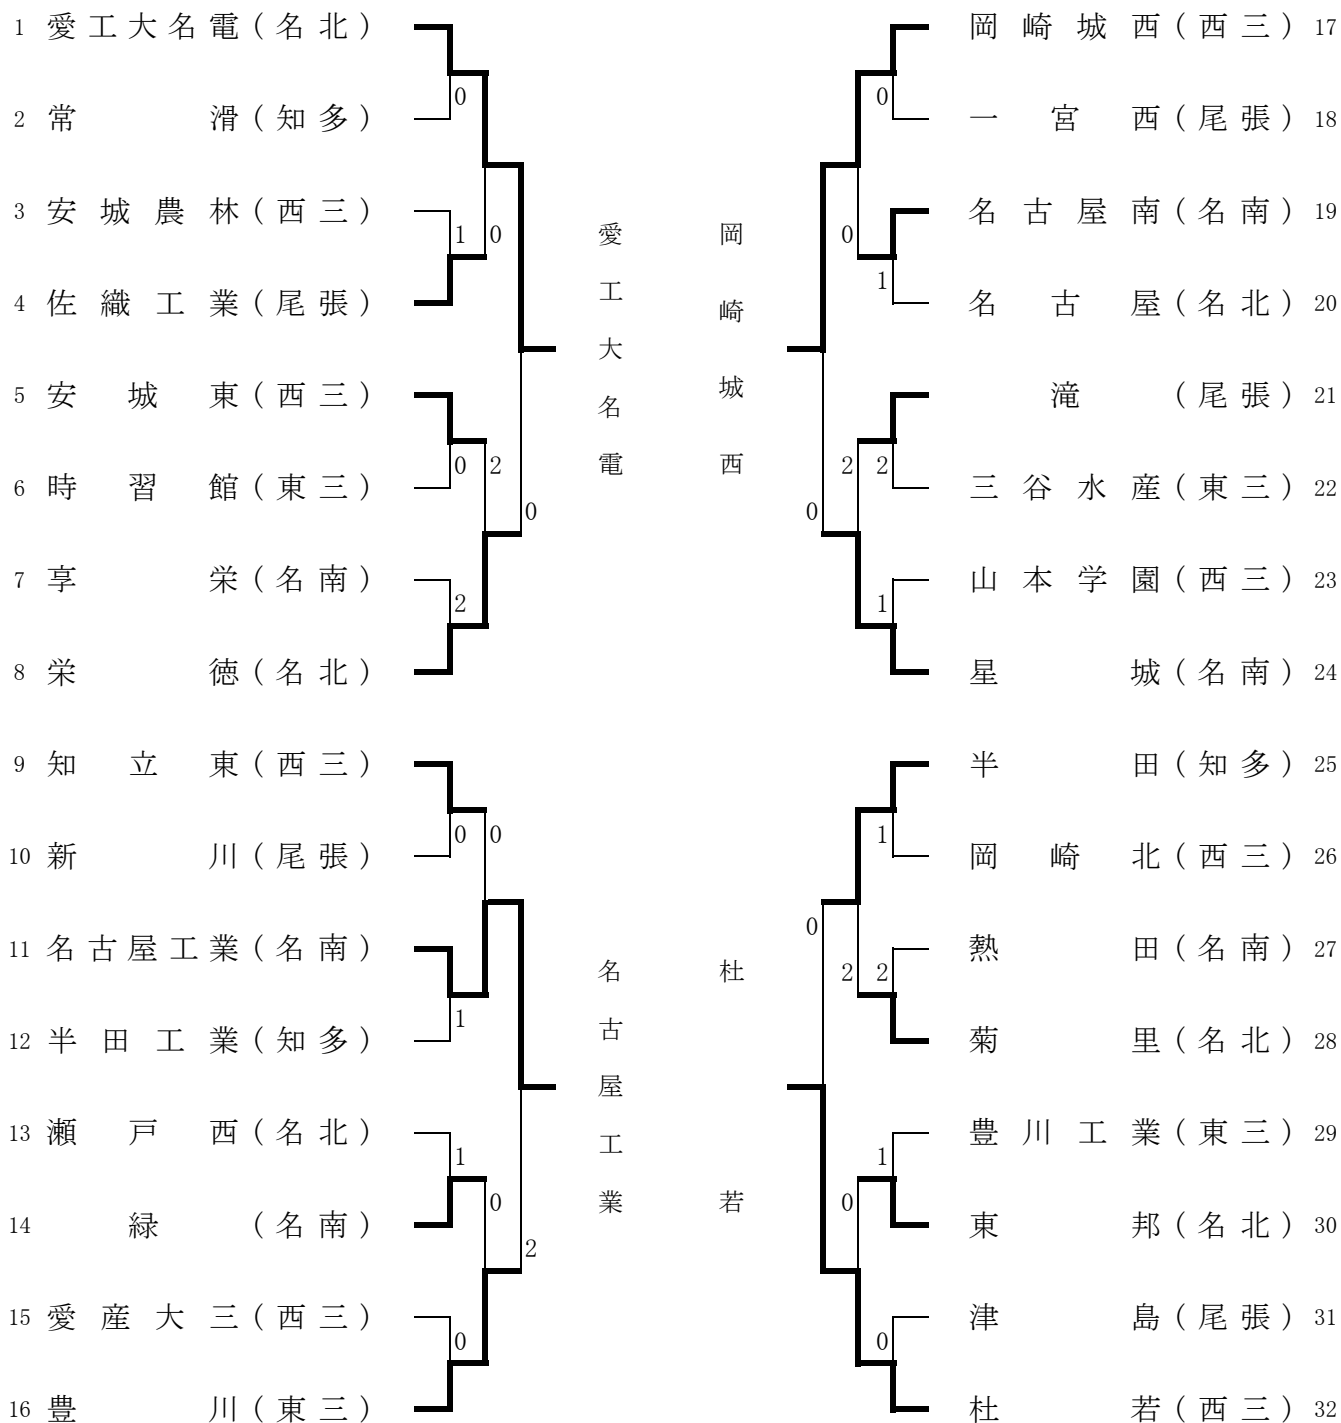 1 愛工大名電(名北)
2 常滑(知多)
3 安城農林(西三)
4 佐織工業(尾張)
5 安城東(西三)
6 時習館(東三)
7 享栄(名南)
8 栄徳(名北)
9 知立東(西三)
10 新川(尾張)
11 名古屋工業(名南)
12 半田工業(知多)
13 瀬戸西(名北)
14 緑(名南)
15 愛産大三(西三)
16 豊川(東三)
0
1
0
2
0
1
1
0
0
2
0
0
0
2
愛工大名電
名古屋工業
岡崎城西
杜若
0
0
0
2
2
0
0
1
2
1
1
2
1
0
岡崎城西(西三) 17
一宮西(尾張) 18
名古屋南(名南) 19
名古屋(名北) 20
滝(尾張) 21
三谷水産(東三) 22
山本学園(西三) 23
星城(名南) 24
半田(知多) 25
岡崎北(西三) 26
熱田(名南) 27
菊里(名北) 28
豊川工業(東三) 29
東邦(名北) 30
津島(尾張) 31
杜若(西三) 32